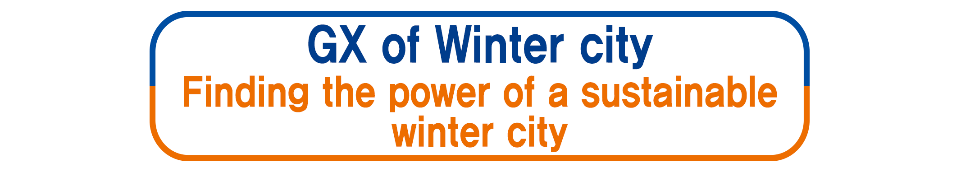 GX of Winter city
Finding the power of a sustainable
winter city